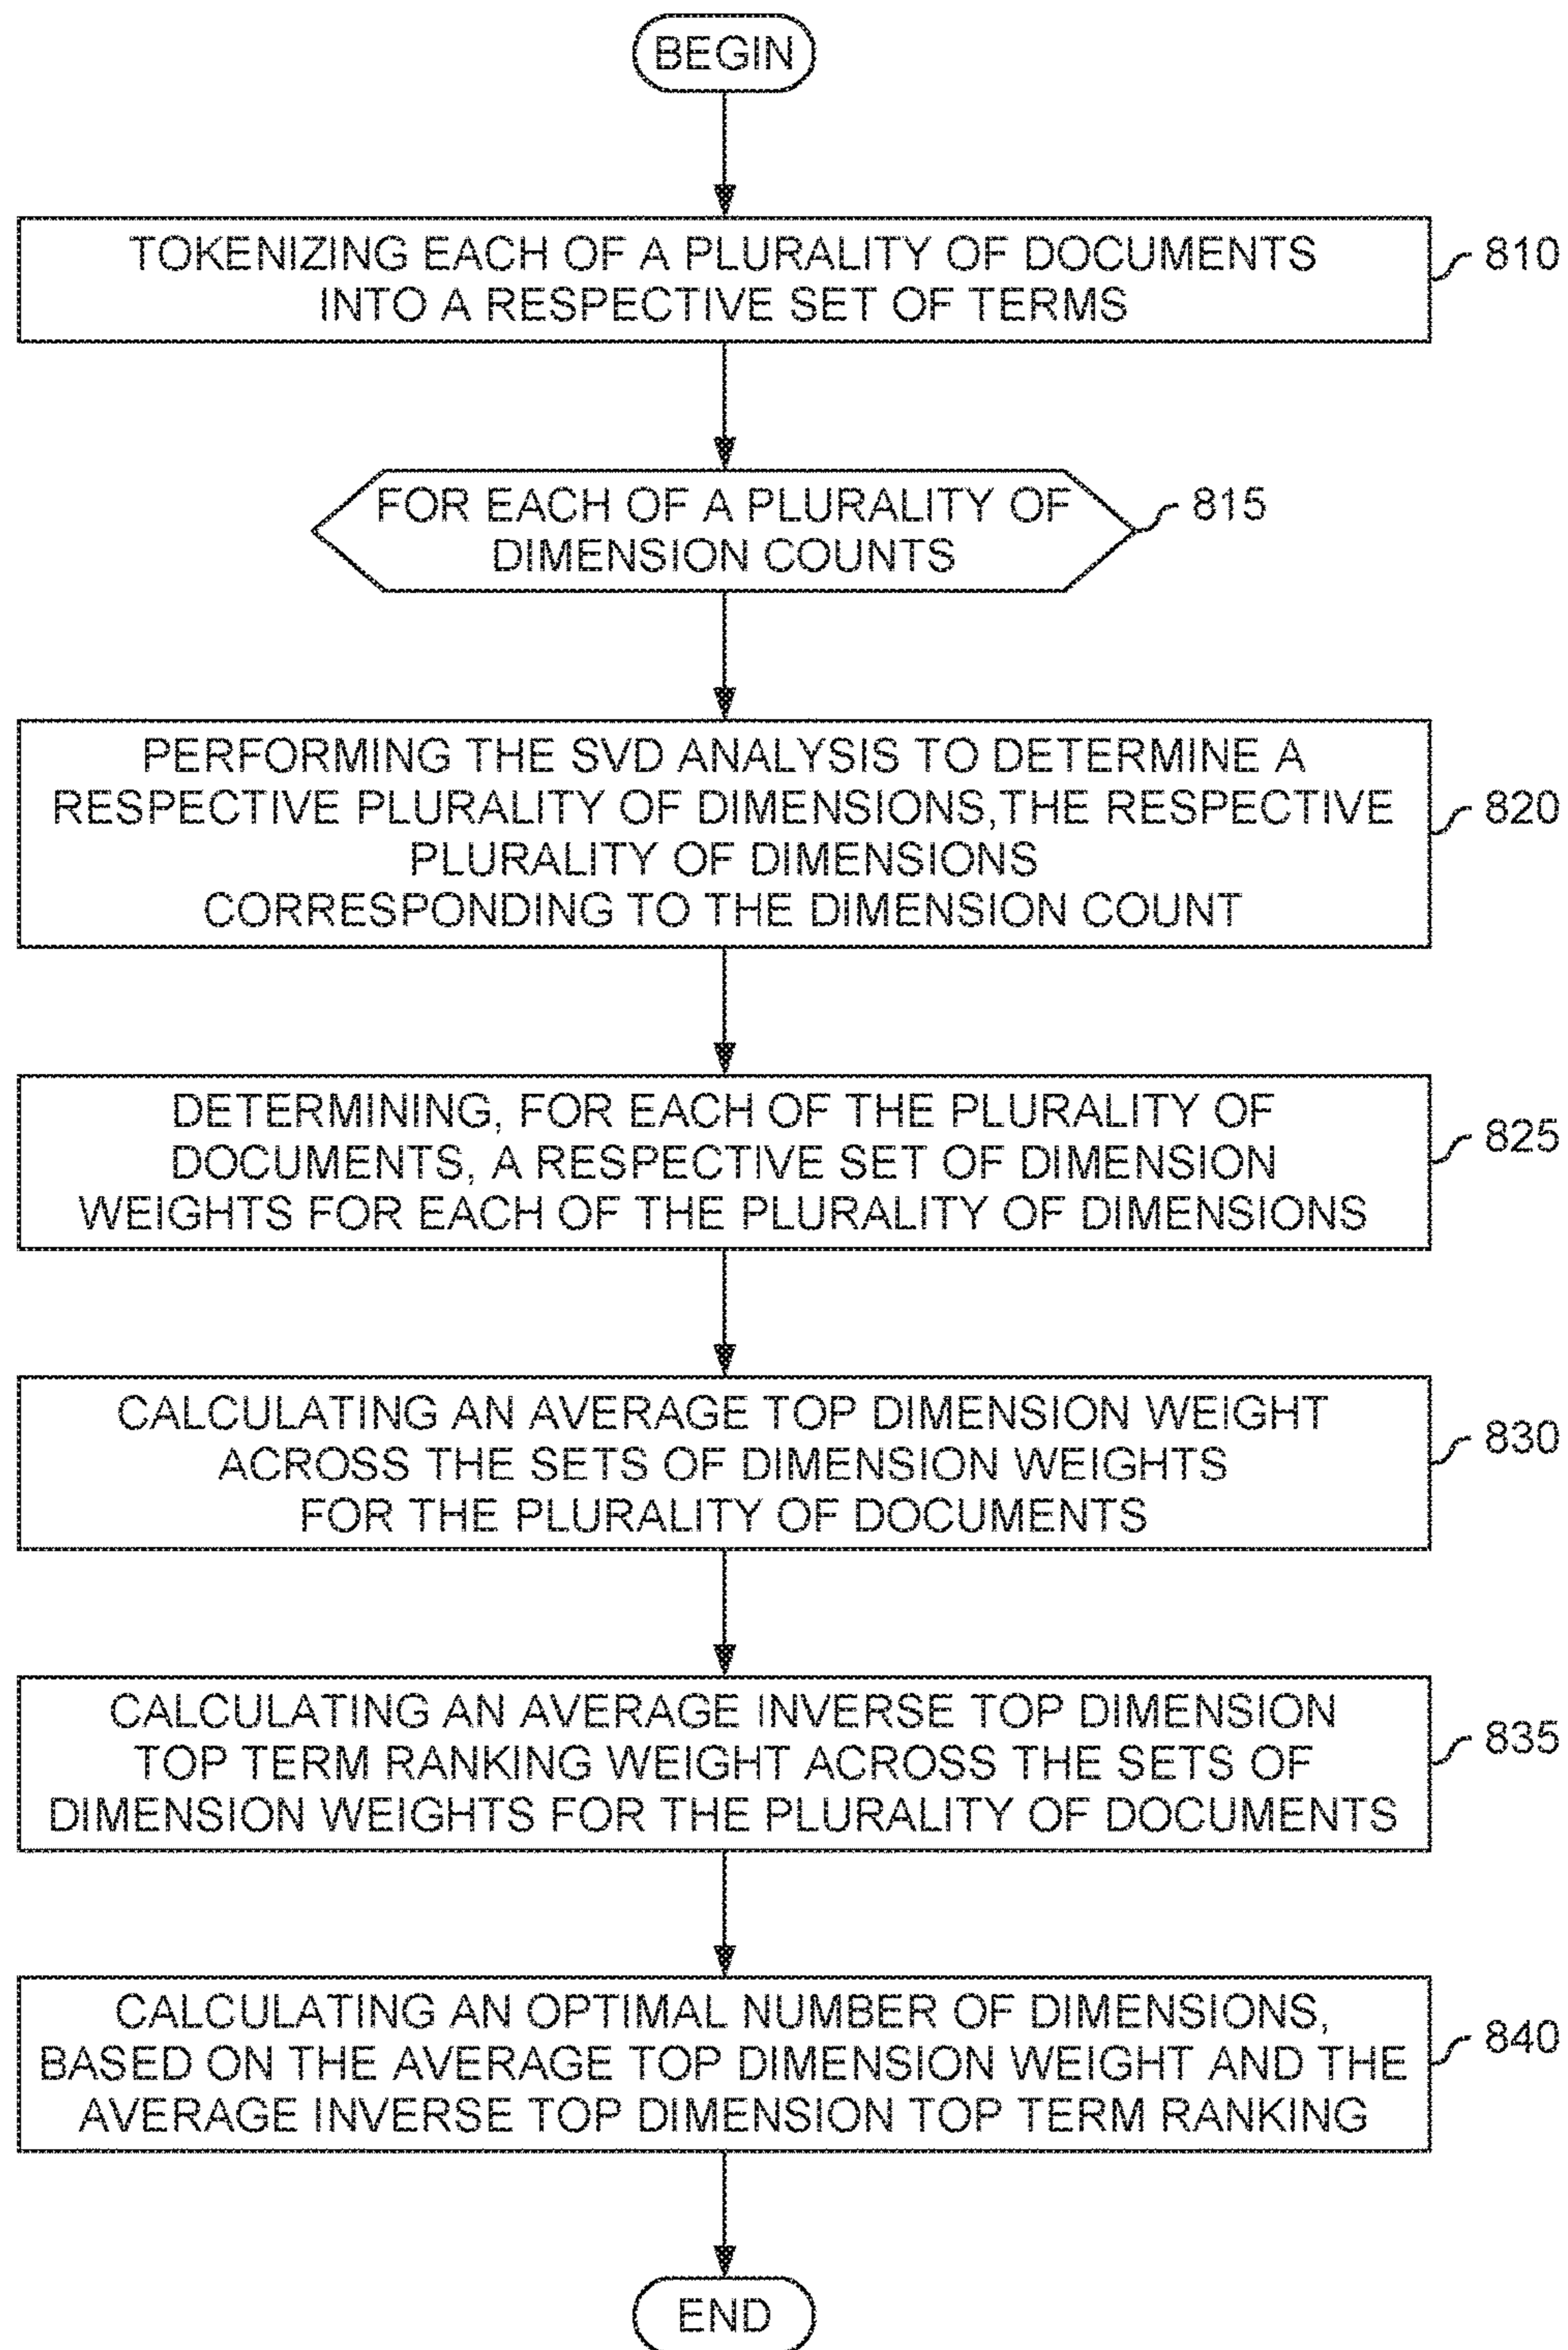 BEGIN
TOKENIZING EACH OF A PLURALITY OF DOCUMENTS
INTO A RESPECTIVE SET OF TERMS
810
FOR EACH OF A PLURALITY OF
DIMENSION COUNTS
815
PERFORMING THE SVD ANALYSIS TO DETERMINE A
RESPECTIVE PLURALITY OF DIMENSIONS, THE RESPECTIVE
PLURALITY OF DIMENSIONS
CORRESPONDING TO THE DIMENSION COUNT
820
DETERMINING, FOR EACH OF THE PLURALITY OF
DOCUMENTS, A RESPECTIVE SET OF DIMENSION
WEIGHTS FOR EACH OF THE PLURALITY OF DIMENSIONS
825
CALCULATING AN AVERAGE TOP DIMENSION WEIGHT
ACROSS THE SETS OF DIMENSION WEIGHTS
FOR THE PLURALITY OF DOCUMENTS
830
CALCULATING AN AVERAGE INVERSE TOP DIMENSION
TOP TERM RANKING WEIGHT ACROSS THE SETS OF
DIMENSION WEIGHTS FOR THE PLURALITY OF DOCUMENTS
835
CALCULATING AN OPTIMAL NUMBER OF DIMENSIONS,
BASED ON THE AVERAGE TOP DIMENSION WEIGHT AND THE
AVERAGE INVERSE TOP DIMENSION TOP TERM RANKING
840
END